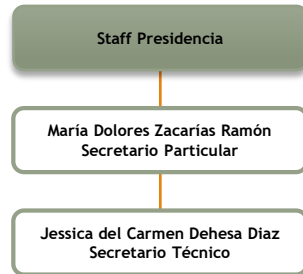 Staff Presidencia
María Dolores Zacarías Ramón
Secretario Particular
Jessica del Carmen Dehesa Diaz
Secretario Técnico